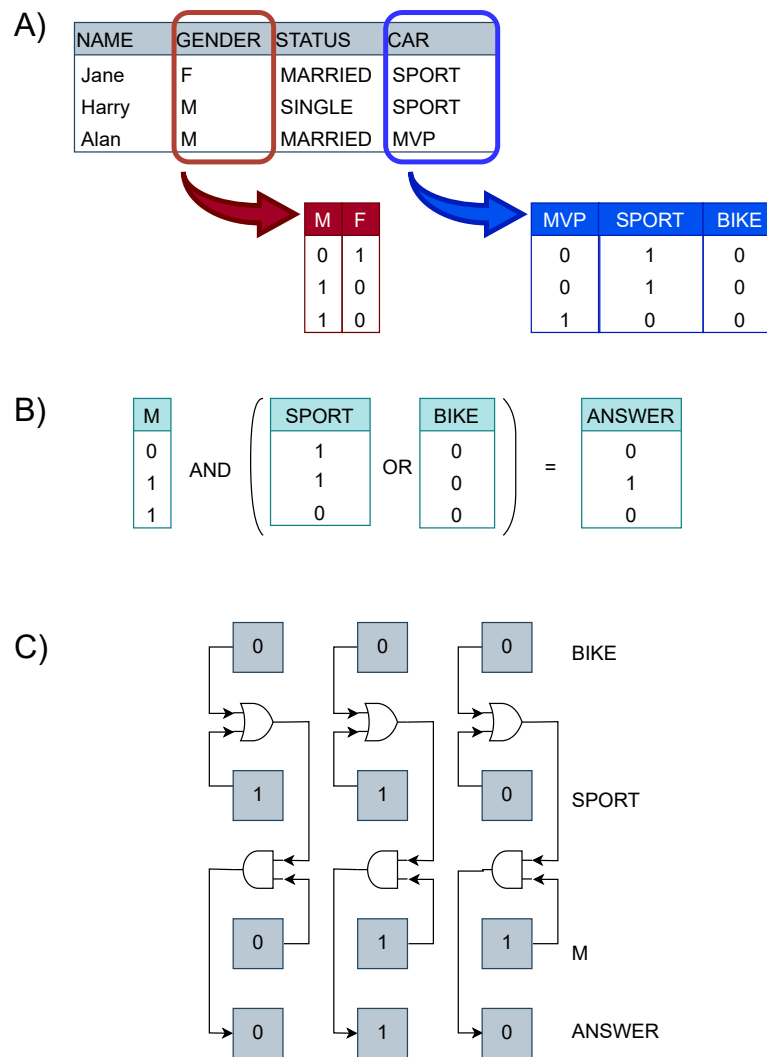 A)
NAME GENDER STATUS CAR
Jane F MARRIED SPORT
Harry M SINGLE SPORT
Alan M MARRIED MVP
M F
0 1
1 0
1 0
MVP SPORT BIKE
0 1 0
0 1 0
1 0 0
B)
M SPORT BIKE ANSWER
0 1 0 0
1 AND 1 OR 0 = 1
1 0 0 0
C)
0 0 0 BIKE
1 1 0 SPORT
0 1 1 M
0 1 0 ANSWER